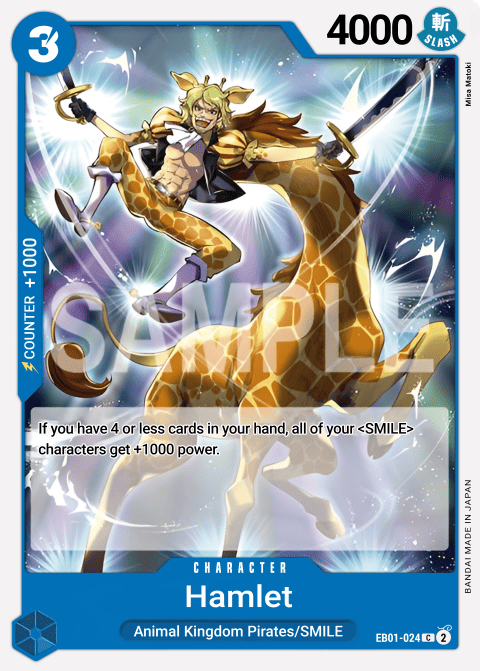 3
4000
斬
SLASH
Misa Matoki
COUNTER +1000
SAMPLE
If you have 4 or less cards in your hand, all of your <SMILE>
characters get +1000 power.
BANDAI MADE IN JAPAN
CHARACTER
Hamlet
Animal Kingdom Pirates/SMILE
EB01-024 C 2